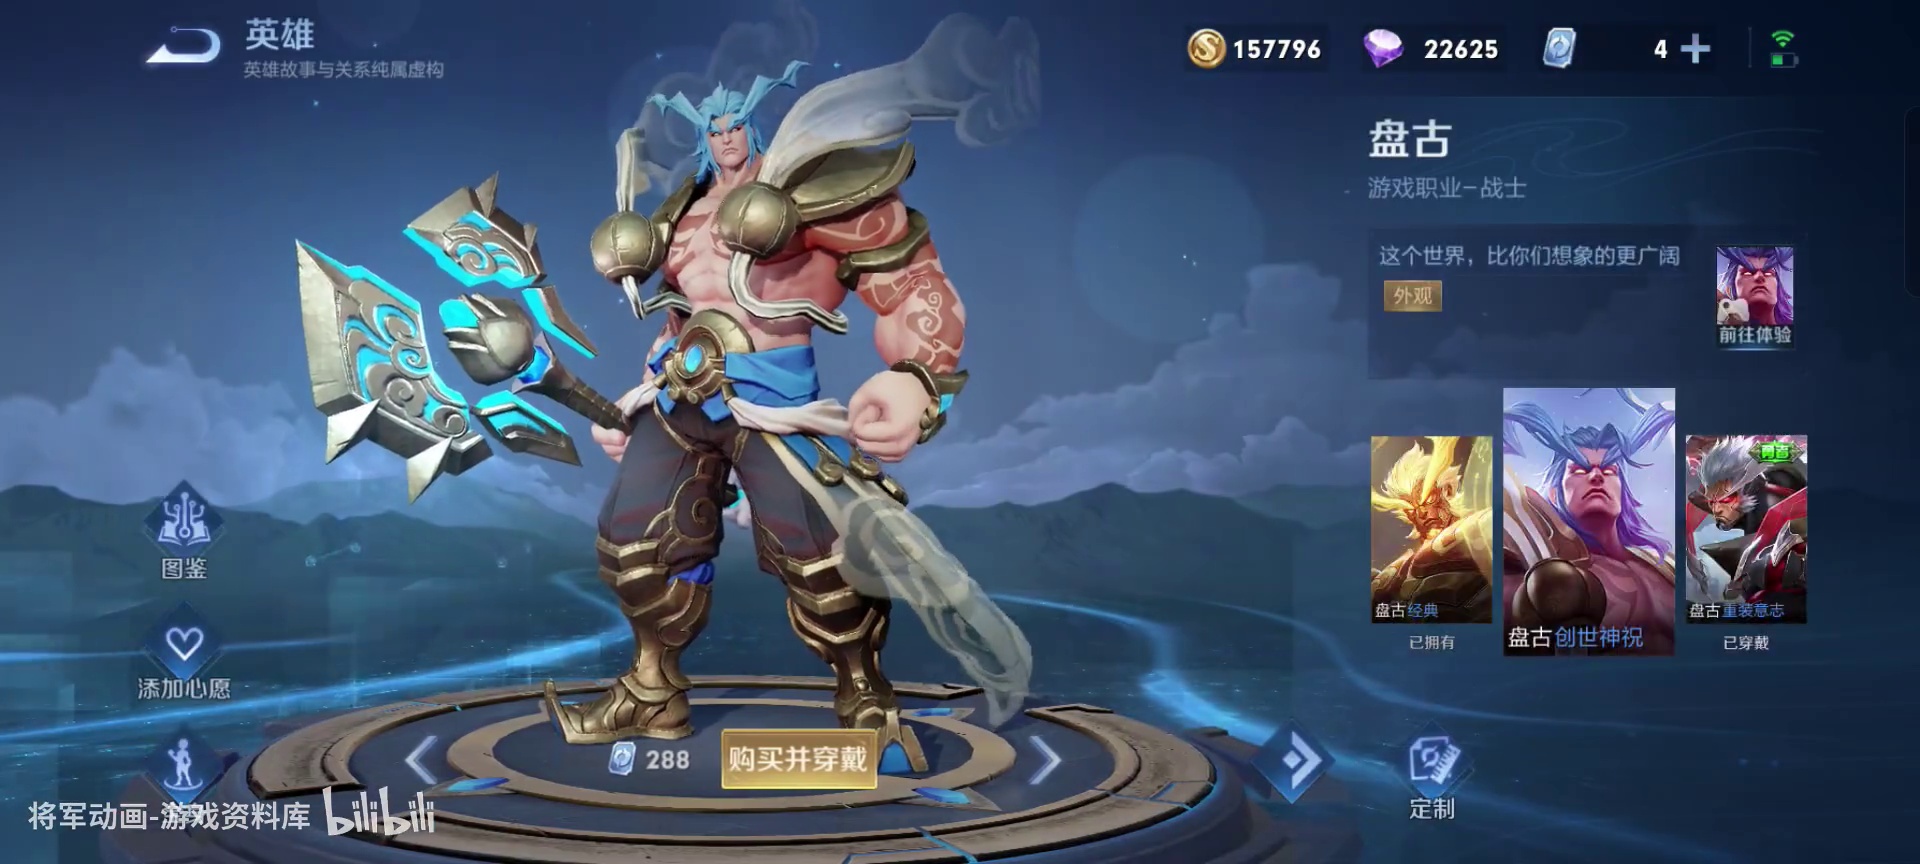 英雄
英雄故事与关系纯属虚构
157796
22625
4
盘古
游戏职业-战士
这个世界，比你们想象的更广阔
外观
前往体验
勇者
盘古经典
盘古创世神祝
盘古重装意志
已拥有
已穿戴
图鉴
添加心愿
288
购买并穿戴
定制
将军动画-游戏资料库
bilibili